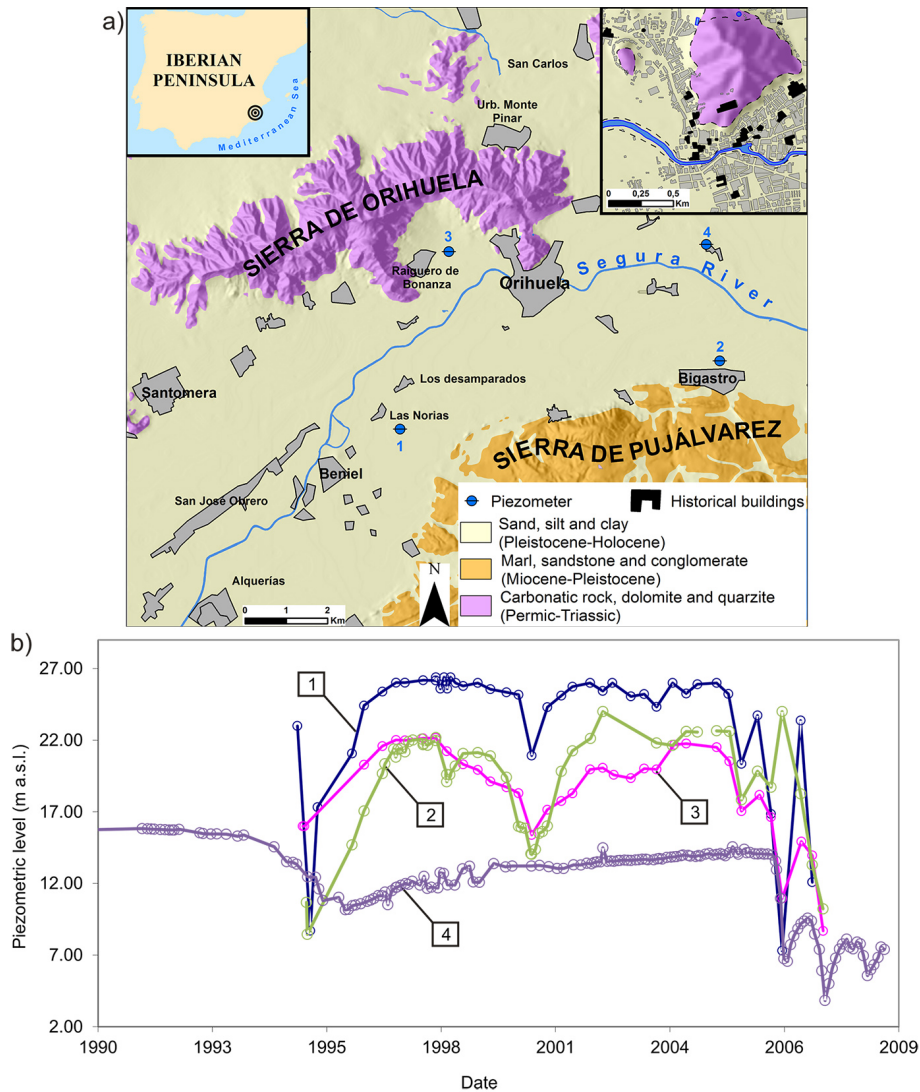 a)
IBERIAN
PENINSULA
Mediterranean Sea
San Carlos
Urb. Monte
Pinar
0 0,25 0,5
Km
SIERRA DE ORIHUELA
3
4
Raiguero de
Bonanza
Orihuela
Segura River
2
Bigastro
Santomera
Los desamparados
Las Norias
1
SIERRA DE PUJÁLVAREZ
Beniel
San José Obrero
Alquerías
N
0 1 2
Km
Piezometer
Historical buildings
Sand, silt and clay
(Pleistocene-Holocene)
Marl, sandstone and conglomerate
(Miocene-Pleistocene)
Carbonatic rock, dolomite and quarzite
(Permic-Triassic)
b)
Piezometric level (m a.s.l.)
27.00
22.00
17.00
12.00
7.00
2.00
1
2
3
4
1990 1993 1995 1998 2001 2004 2006 2009
Date